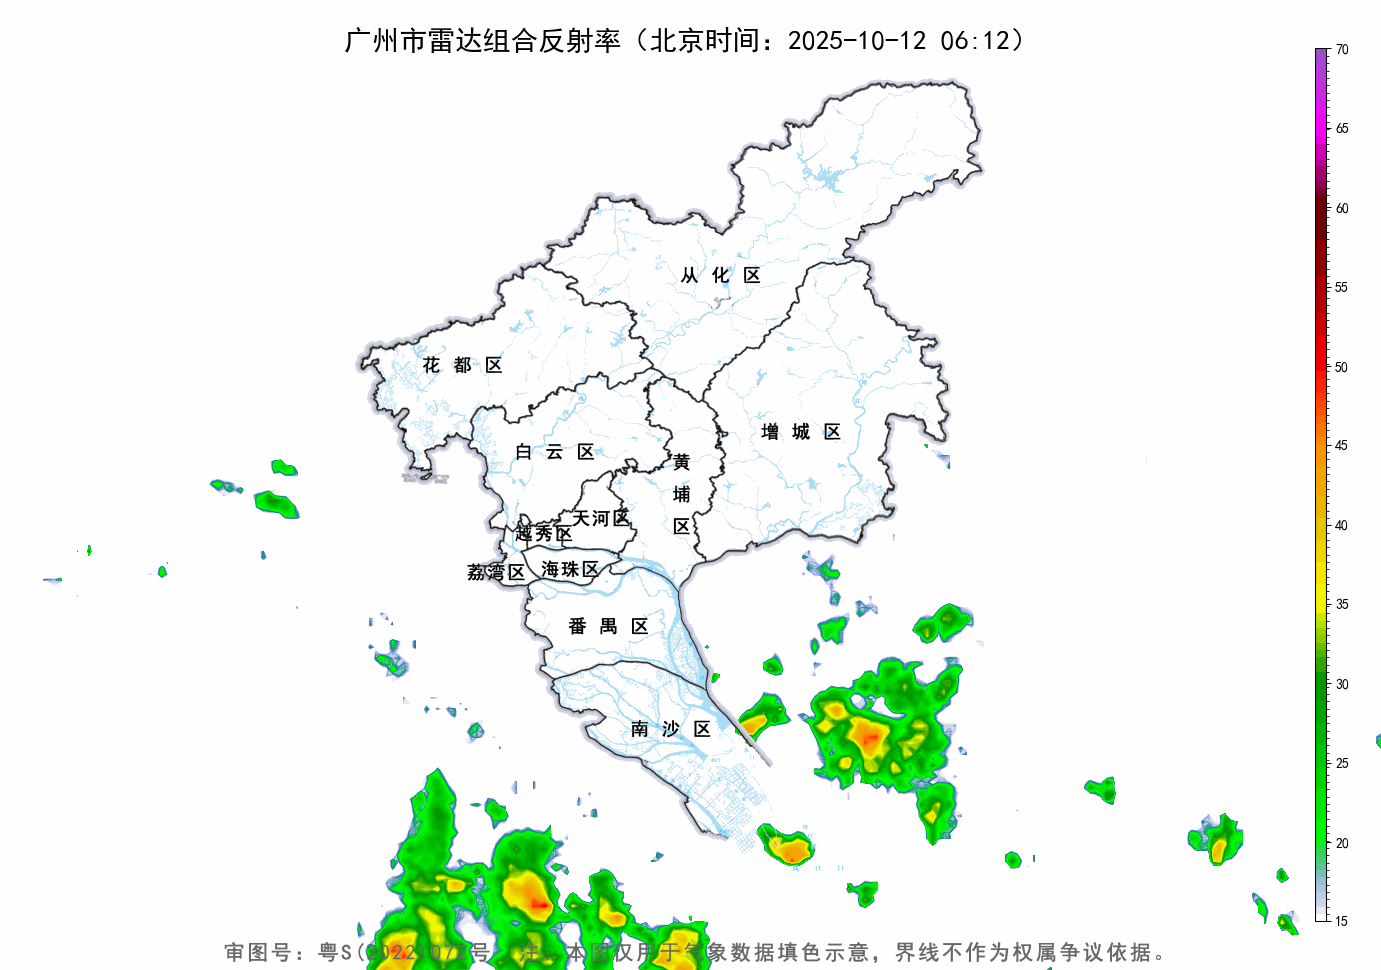 广州市雷达组合反射率（北京时间：2025-10-12 06:12）
70
65
60
55
50
45
40
35
30
25
20
15
从化区
花都区
增城区
白云区
黄埔区
天河区
越秀区
荔湾区
海珠区
番禺区
南沙区
审图号：粤S(2022)072号 注：本图仅用于气象数据填色示意，界线不作为权属争议依据。